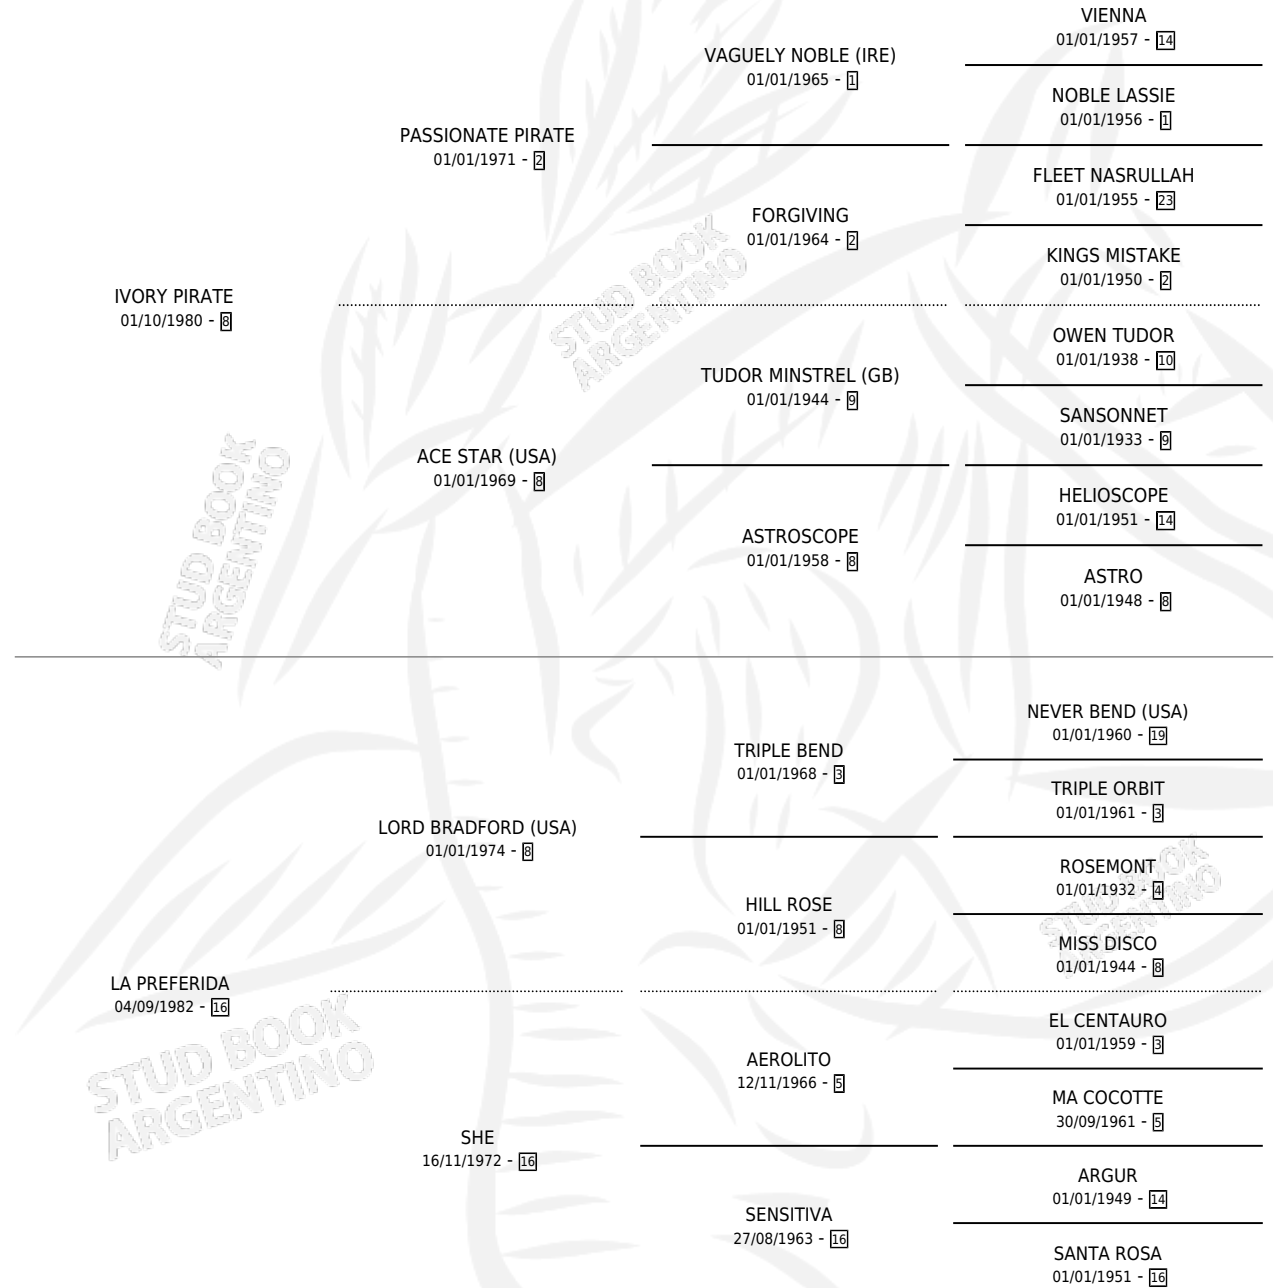 VIENNA
01/01/1957 - 14
VAGUELY NOBLE (IRE)
01/01/1965 - 1
NOBLE LASSIE
01/01/1956 - 1
PASSIONATE PIRATE
01/01/1971 - 2
FLEET NASRULLAH
01/01/1955 - 23
FORGIVING
01/01/1964 - 2
KINGS MISTAKE
01/01/1950 - 2
IVORY PIRATE
01/10/1980 - 8
STUD BOOK
ARGENTINO
OWEN TUDOR
01/01/1938 - 10
TUDOR MINSTREL (GB)
01/01/1944 - 9
SANSONNET
01/01/1933 - 9
ACE STAR (USA)
01/01/1969 - 8
HELIOSCOPE
01/01/1951 - 14
ASTROSCOPE
01/01/1958 - 8
ASTRO
01/01/1948 - 8
STUD BOOK
ARGENTINO
NEVER BEND (USA)
01/01/1960 - 19
TRIPLE BEND
01/01/1968 - 3
TRIPLE ORBIT
01/01/1961 - 3
LORD BRADFORD (USA)
01/01/1974 - 8
ROSEMONT
01/01/1932 - 4
HILL ROSE
01/01/1951 - 8
STUD BOOK
ARGENTINO
MISS DISCO
01/01/1944 - 8
LA PREFERIDA
04/09/1982 - 16
EL CENTAURO
01/01/1959 - 3
AEROLITO
12/11/1966 - 5
STUD BOOK
ARGENTINO
MA COCOTTE
30/09/1961 - 5
SHE
16/11/1972 - 16
ARGUR
01/01/1949 - 14
SENSITIVA
27/08/1963 - 16
SANTA ROSA
01/01/1951 - 16